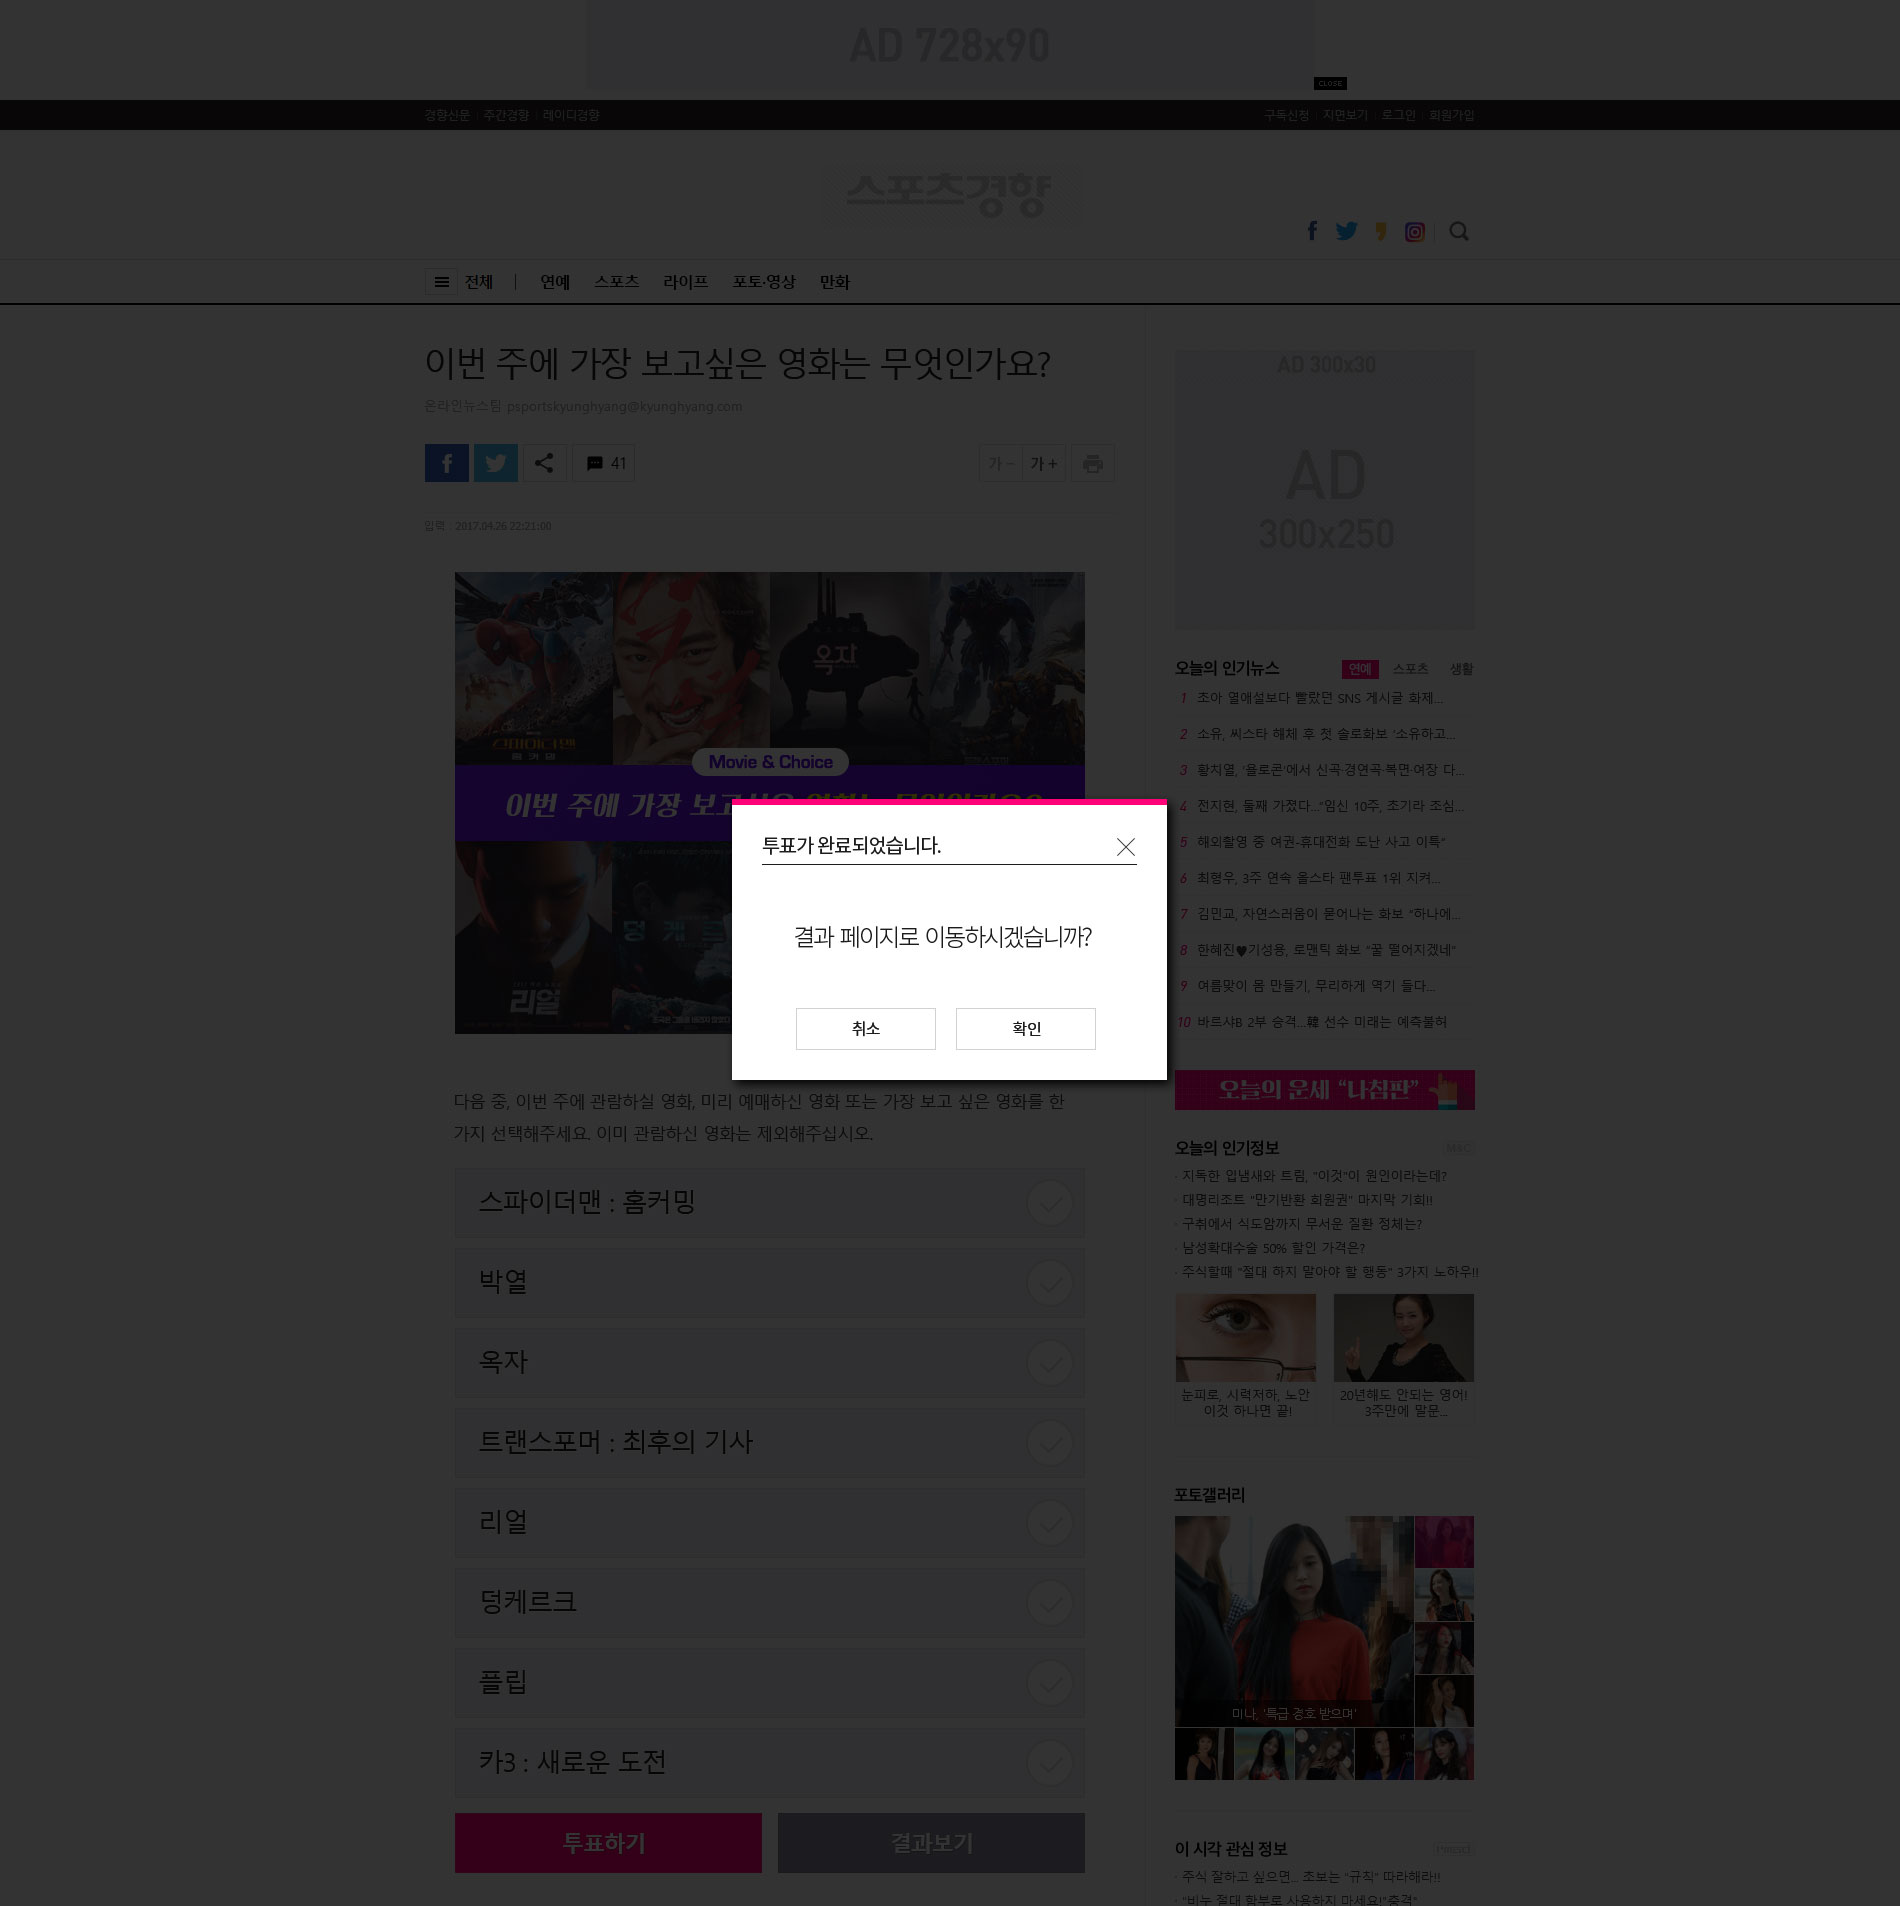 AD 728x90
CLOSE
경향신문 주간경향 레이디경향
구독신청 지면보기 로그인 회원가입
스포츠경향
전체 연예 스포츠 라이프 포토·영상 만화
이번 주에 가장 보고싶은 영화는 무엇인가요?
온라인뉴스팀 psportskyunghyang@kyunghyang.com
41
가 - 가 +
입력 : 2017.04.26 22:21:00
스파이더맨
홈커밍
옥자
Movie & Choice
이번 주에 가장 보고
덩케르
리얼
투표가 완료되었습니다.
결과 페이지로 이동하시겠습니까?
취소 확인
다음 중, 이번 주에 관람하실 영화, 미리 예매하신 영화 또는 가장 보고 싶은 영화를 한
가지 선택해주세요. 이미 관람하신 영화는 제외해주십시오.
스파이더맨 : 홈커밍
박열
옥자
트랜스포머 : 최후의 기사
리얼
덩케르크
플립
카3 : 새로운 도전
투표하기 결과보기
AD 300x30
AD
300x250
오늘의 인기뉴스 연예 스포츠 생활
1 초아 열애설보다 빨랐던 SNS 게시글 화제...
2 소유, 씨스타 해체 후 첫 솔로화보 '소유하고...
3 황치열, '욜로콘'에서 신곡·경연곡·복면·여장 다...
4 전지현, 둘째 가졌다..."임신 10주, 초기라 조심...
5 해외촬영 중 여권-휴대전화 도난 사고 이톡"
6 최형우, 3주 연속 올스타 팬투표 1위 지켜...
7 김민교, 자연스러움이 묻어나는 화보 "하나에...
8 한혜진♥기성용, 로맨틱 화보 "꿀 떨어지겠네"
9 여름맞이 몸 만들기, 무리하게 역기 들다...
10 바르샤B 2부 승격...韓 선수 미래는 예측불허
오늘의 운세 "나침판"
오늘의 인기정보 M&C
· 지독한 입냄새와 트림, "이것"이 원인이라는데?
· 대명리조트 "만기반환 회원권" 마지막 기회!!
· 구취에서 식도암까지 무서운 질환 정체는?
· 남성확대수술 50% 할인 가격은?
· 주식할때 "절대 하지 말아야 할 행동" 3가지 노하우!!
눈피로, 시력저하, 노안
이것 하나면 끝!
20년해도 안되는 영어!
3주만에 말문...
포토갤러리
미나, '특급 경호 받으며'
이 시각 관심 정보
· 주식 잘하고 싶으면... 초보는 "규칙" 따라해라!!
· "비누 절대 함부로 사용하지 마세요!"충격"